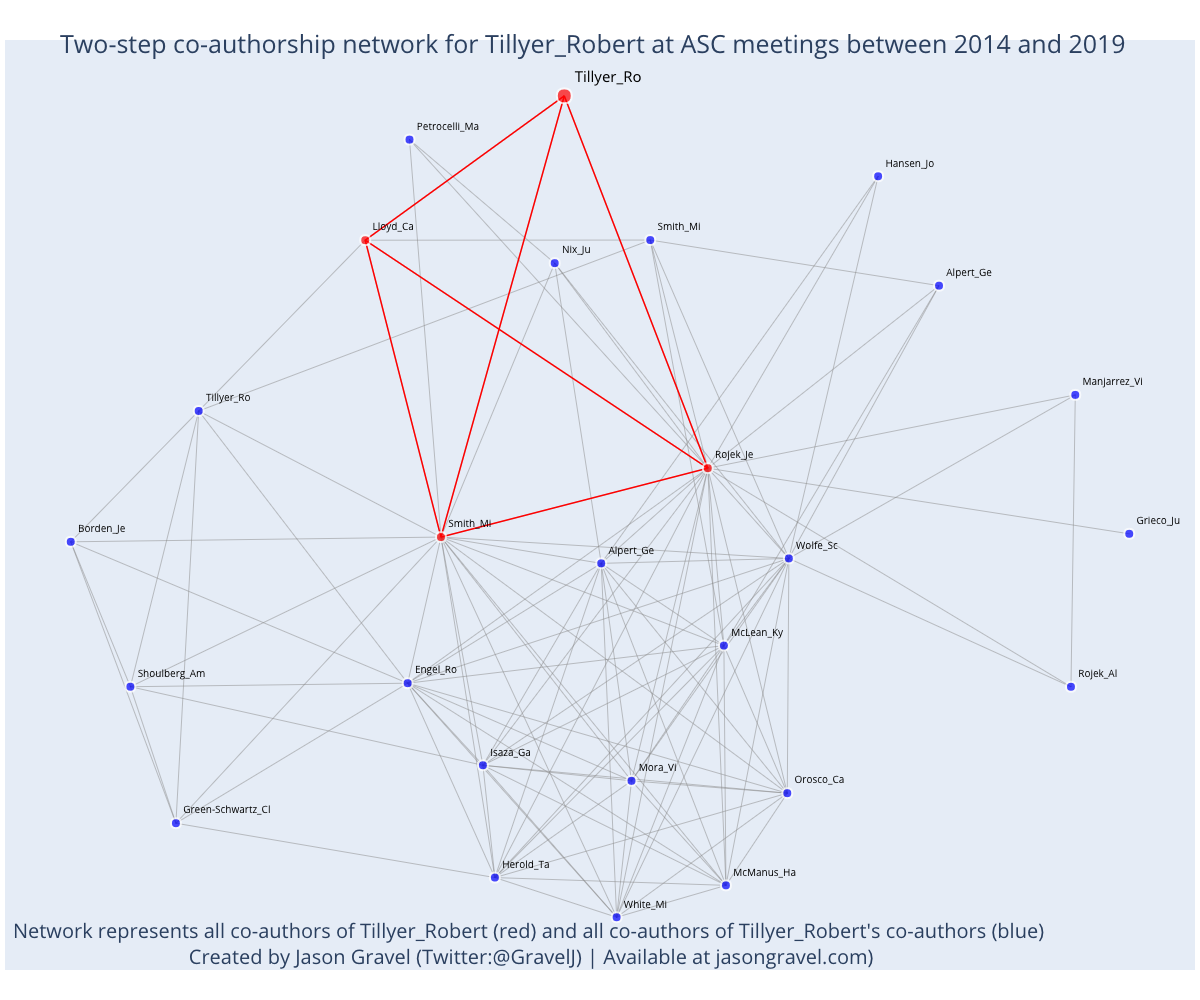 Two-step co-authorship network for Tillyer_Robert at ASC meetings between 2014 and 2019
Tillyer_Ro
Petrocelli_Ma
Hansen_Jo
Lloyd_Ca
Smith_Mi
Nix_Ju
Alpert_Ge
Manjarrez_Vi
Tillyer_Ro
Rojek_Je
Grieco_Ju
Borden_Je
Smith_Mi
Wolfe_Sc
Alpert_Ge
McLean_Ky
Shoulberg_Am
Engel_Ro
Rojek_Al
Isaza_Ga
Mora_Vi
Orosco_Ca
Green-Schwartz_Cl
Herold_Ta
McManus_Ha
White_Mi
Network represents all co-authors of Tillyer_Robert (red) and all co-authors of Tillyer_Robert's co-authors (blue)
Created by Jason Gravel (Twitter:@GravelJ) | Available at jasongravel.com)